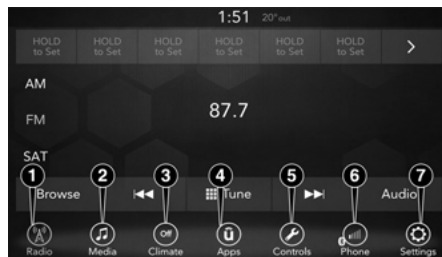 1:51 20°out
HOLD to Set HOLD to Set HOLD to Set HOLD to Set HOLD to Set HOLD to Set
AM
87.7
FM
SAT
1 2 3 4 5 6 7
Browse Tune Audio
Off ū
Radio Media Climate Apps Controls Phone Settings